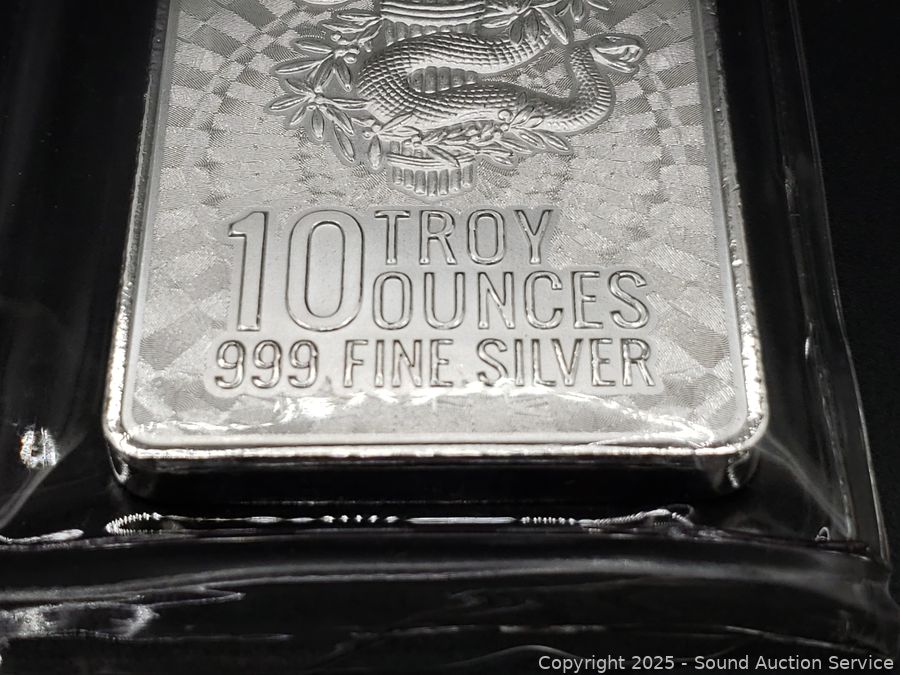 10 TROY
OUNCES
999 FINE SILVER
Copyright 2025 - Sound Auction Service